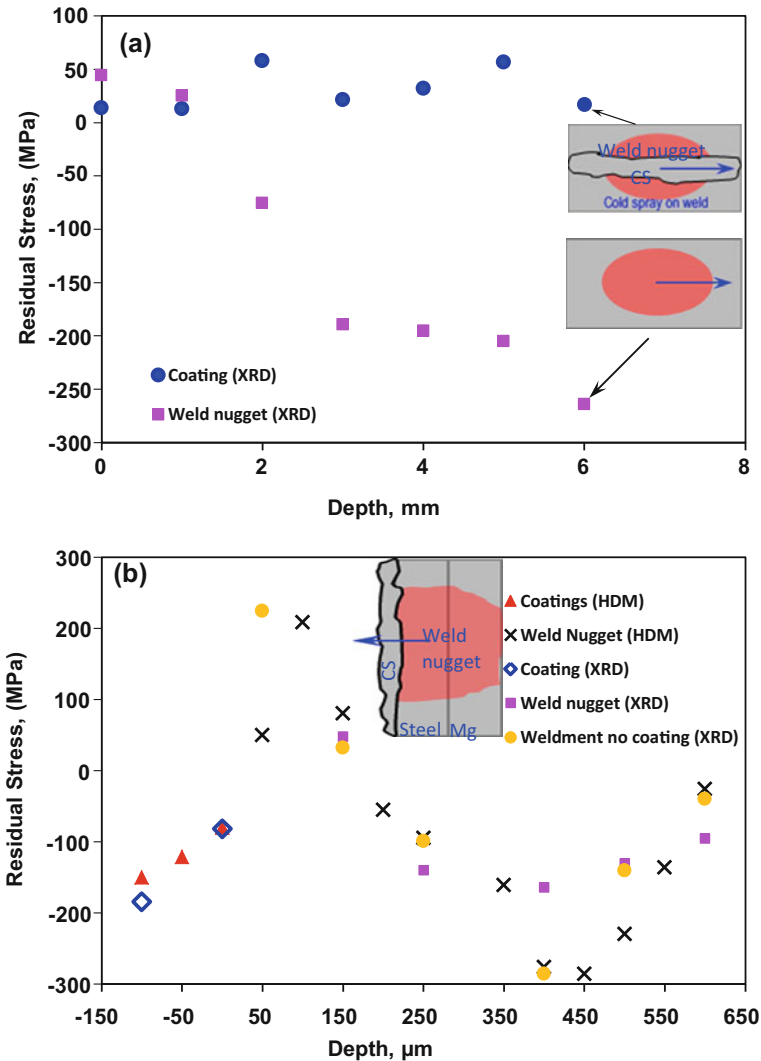 (a)
Residual Stress, (MPa)
100
50
0
-50
-100
-150
-200
-250
-300
0
2
4
6
8
Depth, mm
Coating (XRD)
Weld nugget (XRD)
Weld nugget
CS
Cold spray on weld
(b)
Residual Stress, (MPa)
300
200
100
0
-100
-200
-300
-150
-50
50
150
250
350
450
550
650
Depth, μm
CS
Weld
nugget
Steel Mg
Coatings (HDM)
Weld Nugget (HDM)
Coating (XRD)
Weld nugget (XRD)
Weldment no coating (XRD)